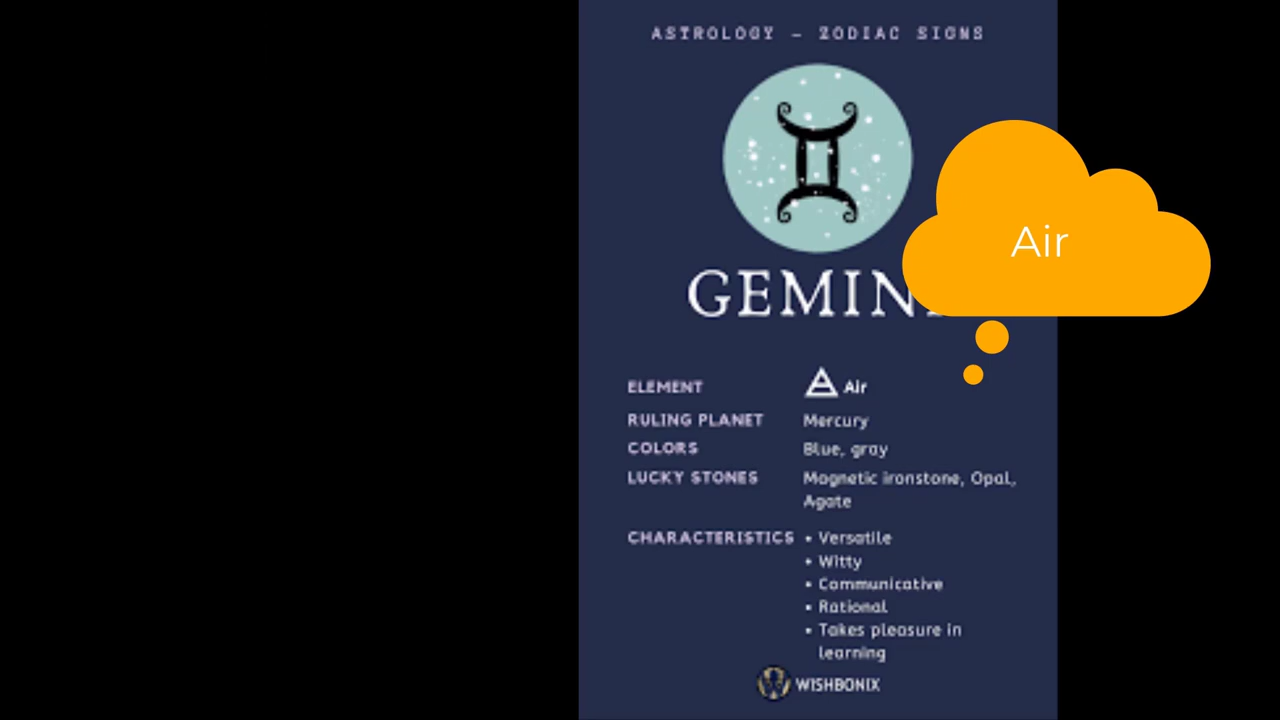 ASTROLOGY – ZODIAC SIGNS
Air
GEMIN
ELEMENT Air
RULING PLANET Mercury
COLORS Blue, gray
LUCKY STONES Magnetic ironstone, Opal,
Agate
CHARACTERISTICS • Versatile
• Witty
• Communicative
• Rational
• Takes pleasure in
learning
WISHBONIX